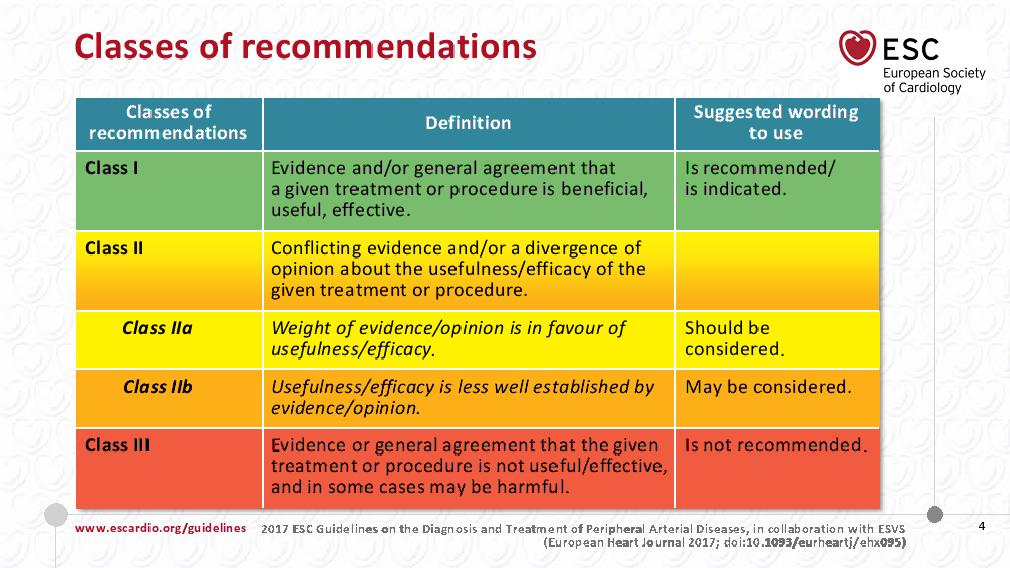 Classes of recommendations
ESC
European Society
of Cardiology
Classes of
recommendations
Definition
Suggested wording
to use
Class I
Evidence and/or general agreement that
a given treatment or procedure is beneficial,
useful, effective.
Is recommended/
is indicated.
Class II
Conflicting evidence and/or a divergence of
opinion about the usefulness/efficacy of the
given treatment or procedure.
Class IIa
Weight of evidence/opinion is in favour of
usefulness/efficacy.
Should be
considered.
Class IIb
Usefulness/efficacy is less well established by
evidence/opinion.
May be considered.
Class III
Evidence or general agreement that the given
treatment or procedure is not useful/effective,
and in some cases may be harmful.
Is not recommended.
www.escardio.org/guidelines
2017 ESC Guidelines on the Diagnosis and Treatment of Peripheral Arterial Diseases, in collaboration with ESVS
(European Heart Journal 2017; doi:10.1093/eurheartj/ehx095)
4